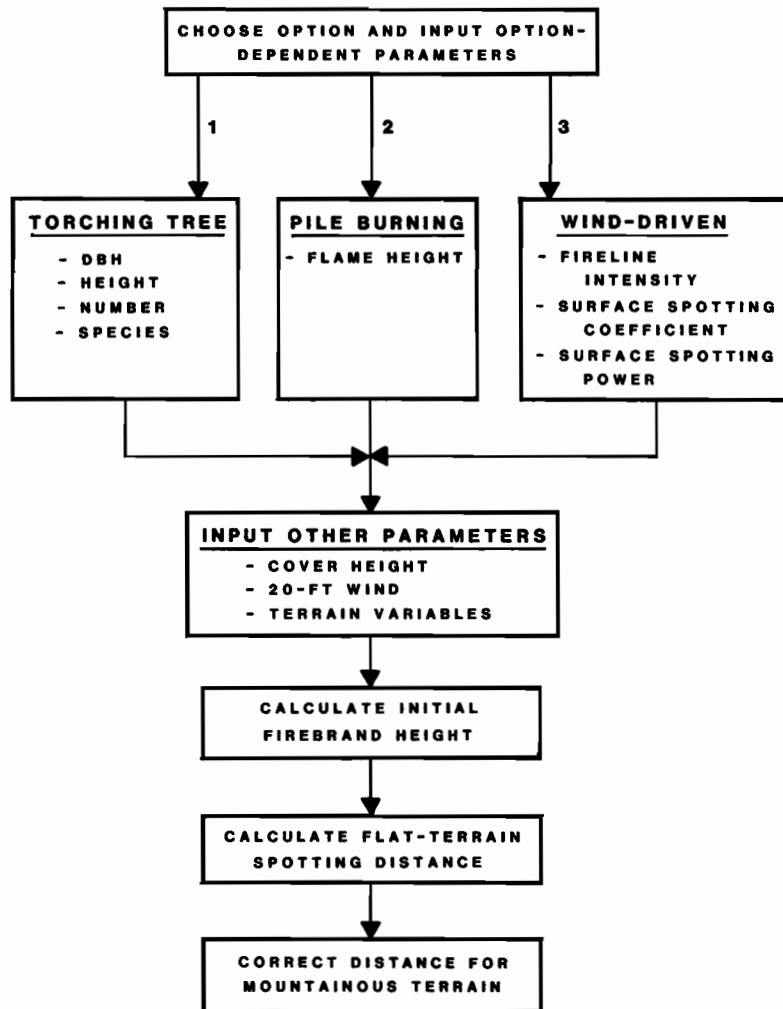 CHOOSE OPTION AND INPUT OPTION-
DEPENDENT PARAMETERS
1
2
3
TORCHING TREE
- DBH
- HEIGHT
- NUMBER
- SPECIES
PILE BURNING
- FLAME HEIGHT
WIND-DRIVEN
- FIRELINE
INTENSITY
- SURFACE SPOTTING
COEFFICIENT
- SURFACE SPOTTING
POWER
INPUT OTHER PARAMETERS
- COVER HEIGHT
- 20-FT WIND
- TERRAIN VARIABLES
CALCULATE INITIAL
FIREBRAND HEIGHT
CALCULATE FLAT-TERRAIN
SPOTTING DISTANCE
CORRECT DISTANCE FOR
MOUNTAINOUS TERRAIN